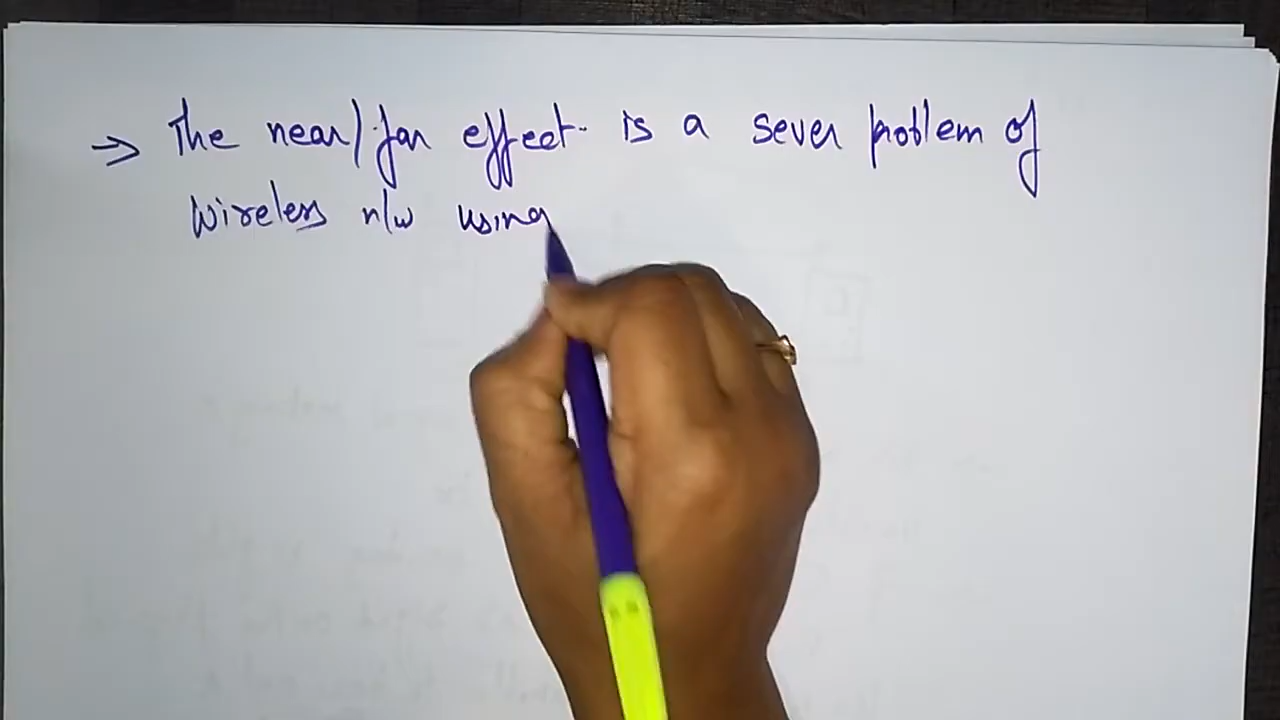 ⇒ The near/far effect is a sever problem of
Wireless n/w using